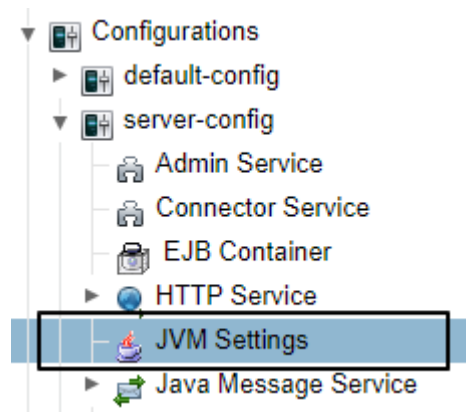 Configurations
default-config
server-config
Admin Service
Connector Service
EJB Container
HTTP Service
JVM Settings
Java Message Service